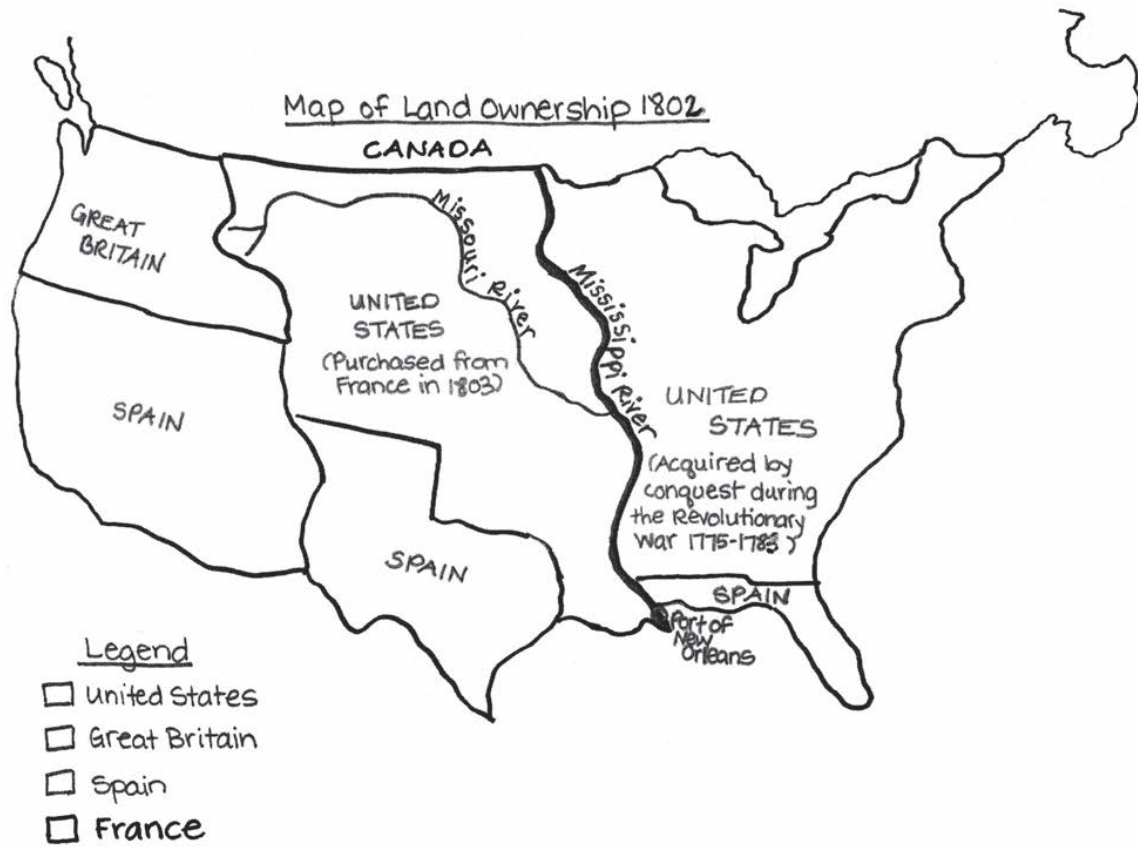 Map of Land Ownership 1802
CANADA
GREAT
BRITAIN
Missouri River
Mississippi River
UNITED
STATES
(Purchased from
France in 1803)
SPAIN
UNITED
STATES
(Acquired by
conquest during
the Revolutionary
War 1775-1783)
SPAIN
SPAIN
Port of
New
Orleans
Legend
United States
Great Britain
Spain
France